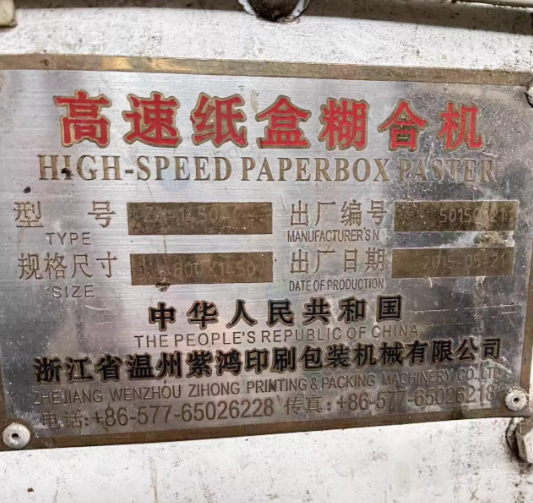 高速纸盒糊合机
HIGH-SPEED PAPERBOX PASTER
型 号
TYPE
出厂编号
MANUFACTURER'S N
规格尺寸
SIZE
出厂日期
DATE OF PRODUCTION
中华人民共和国
THE PEOPLE'S REPUBLIC OF CHINA
浙江省温州紫鸿印刷包装机械有限公司
ZHEJIANG WENZHOU ZIHONG PRINTING & PACKING MACHINERY CO.,LTD
电话:+86-577-65026228 传真:+86-577-65026218